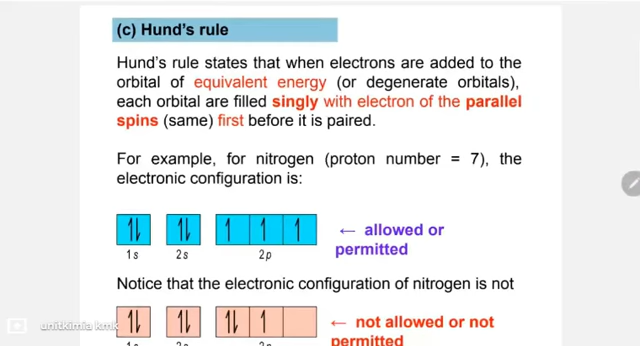 (c) Hund's rule
Hund's rule states that when electrons are added to the
orbital of equivalent energy (or degenerate orbitals),
each orbital are filled singly with electron of the parallel
spins (same) first before it is paired.
For example, for nitrogen (proton number = 7), the
electronic configuration is:
← allowed or
permitted
1s 2s 2p
Notice that the electronic configuration of nitrogen is not
← not allowed or not
permitted
1s 2s 2p
unitkimia kmk